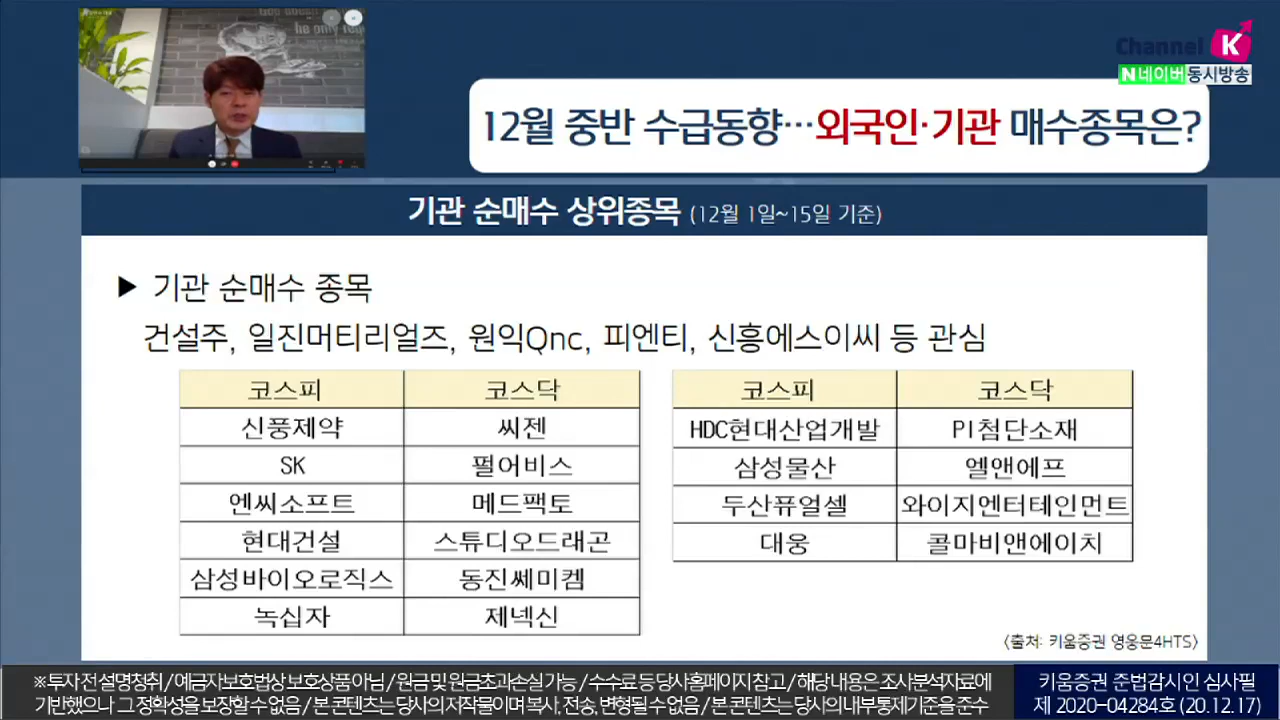 he only reg
Channel K
N 네이버 동시방송
12월 중반 수급동향…외국인·기관 매수종목은?
기관 순매수 상위종목 (12월 1일~15일 기준)
▶ 기관 순매수 종목
건설주, 일진머티리얼즈, 원익Qnc, 피엔티, 신흥에스이씨 등 관심
코스피 코스닥
신풍제약 씨젠
SK 펄어비스
엔씨소프트 메드팩토
현대건설 스튜디오드래곤
삼성바이오로직스 동진쎄미켐
녹십자 제넥신
코스피 코스닥
HDC현대산업개발 PI첨단소재
삼성물산 엘앤에프
두산퓨얼셀 와이지엔터테인먼트
대웅 콜마비앤에이치
<출처: 키움증권 영웅문4HTS>
※ 투자 전 설명청취 / 예금자보호법상 보호상품 아님 / 원금 및 원금초과손실 가능 / 수수료 등 당사홈페이지 참고 / 해당 내용은 조사분석자료에
기반했으나 그 정확성을 보장할 수 없음 / 본 콘텐츠는 당사의 저작물이며 복사, 전송, 변형될 수 없음 / 본 콘텐츠는 당사의 내부통제기준을 준수
키움증권 준법감시인 심사필
제 2020-04284호 (20.12.17)